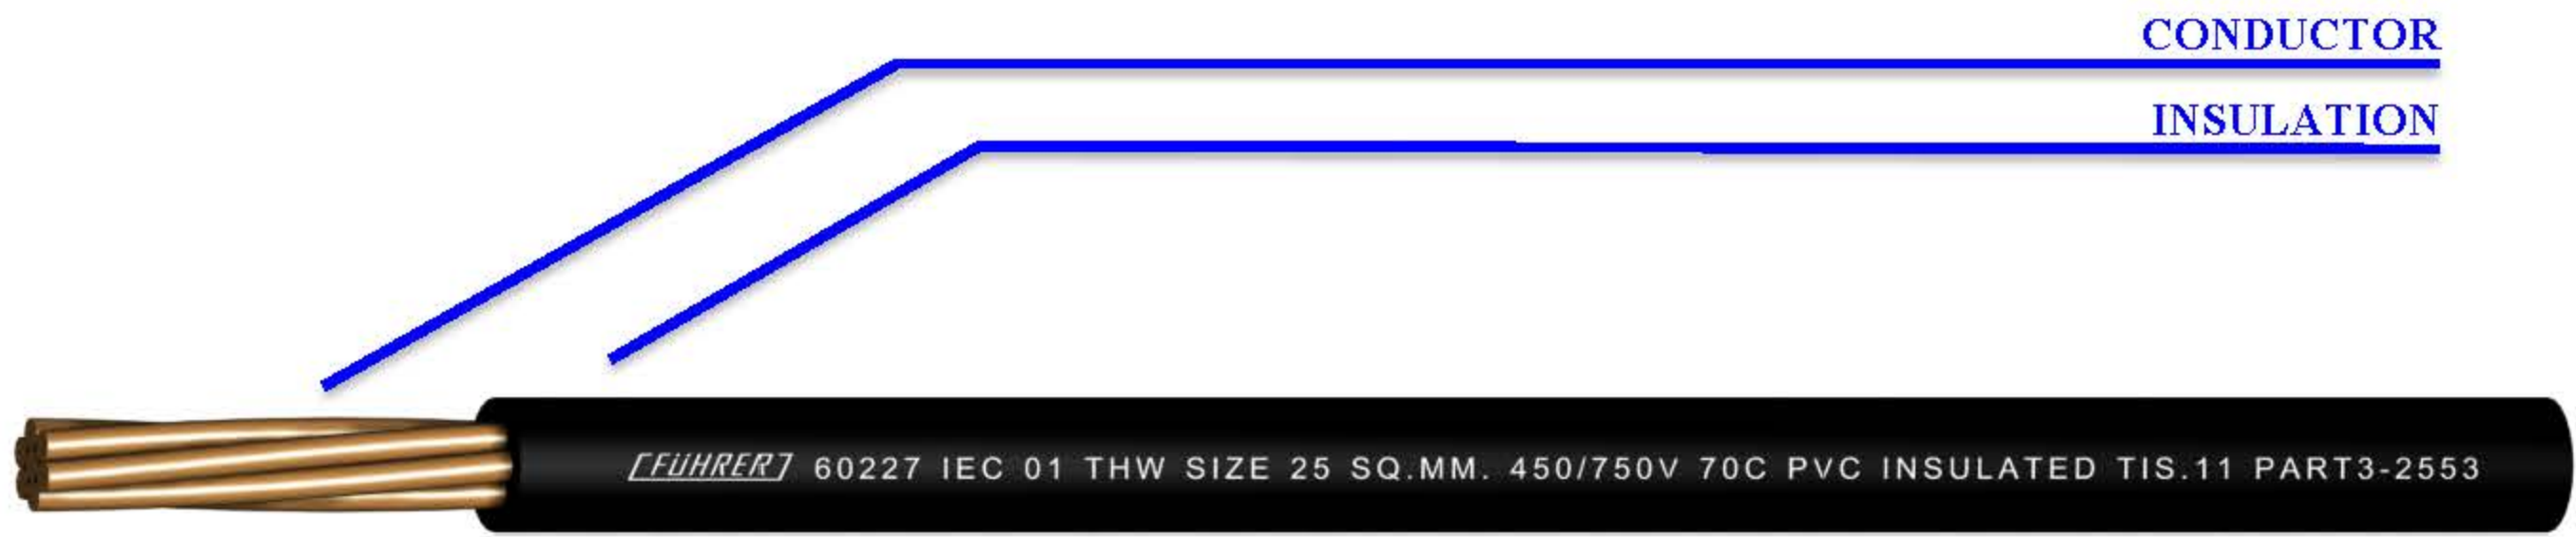 CONDUCTOR
INSULATION
FÜHRER 60227 IEC 01 THW SIZE 25 SQ.MM. 450/750V 70C PVC INSULATED TIS.11 PART3-2553